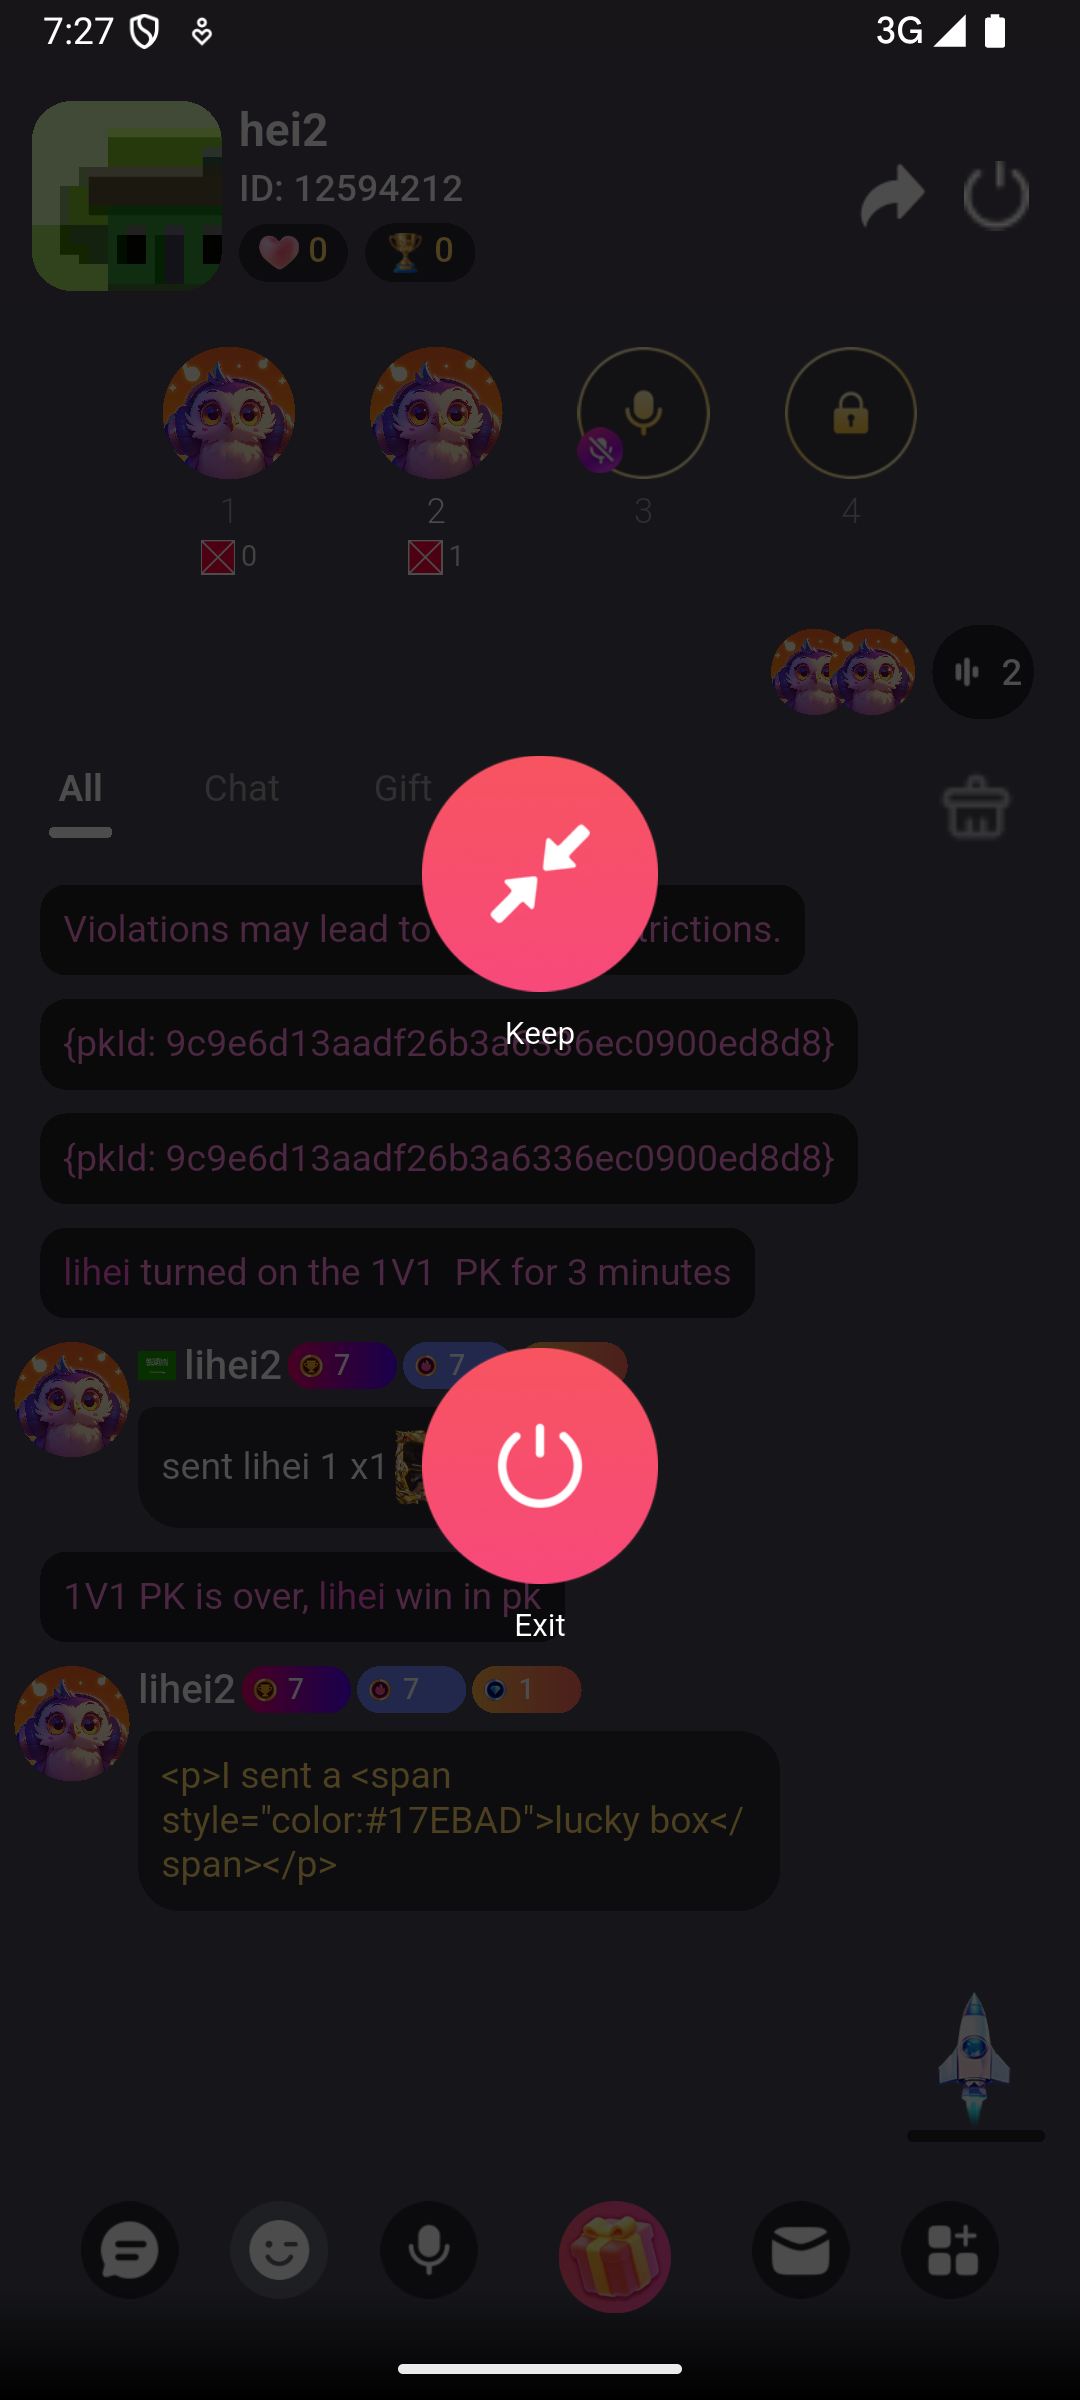 7:27
3G
hei2
ID: 12594212
0
0
1
2
3
4
0
1
2
All
Chat
Gift
Violations may lead to
trictions.
Keep
{pkId: 9c9e6d13aadf26b3a6336ec0900ed8d8}
{pkId: 9c9e6d13aadf26b3a6336ec0900ed8d8}
lihei turned on the 1V1 PK for 3 minutes
lihei2
7
7
sent lihei 1 x1
1V1 PK is over, lihei win in pk
Exit
lihei2
7
7
1
<p>I sent a <span
style="color:#17EBAD">lucky box</
span></p>